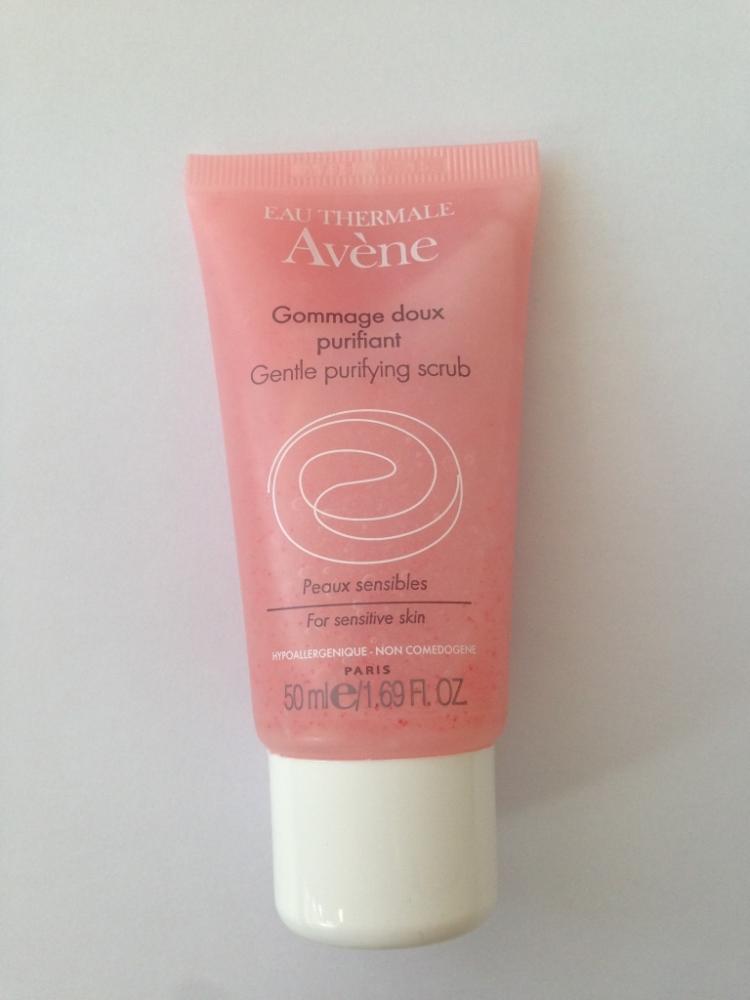 EAU THERMALE
Avène
Gommage doux
purifiant
Gentle purifying scrub
Peaux sensibles
For sensitive skin
HYPOALLERGENIQUE - NON COMEDOGENE
PARIS
50 ml e/1,69 Fl. OZ